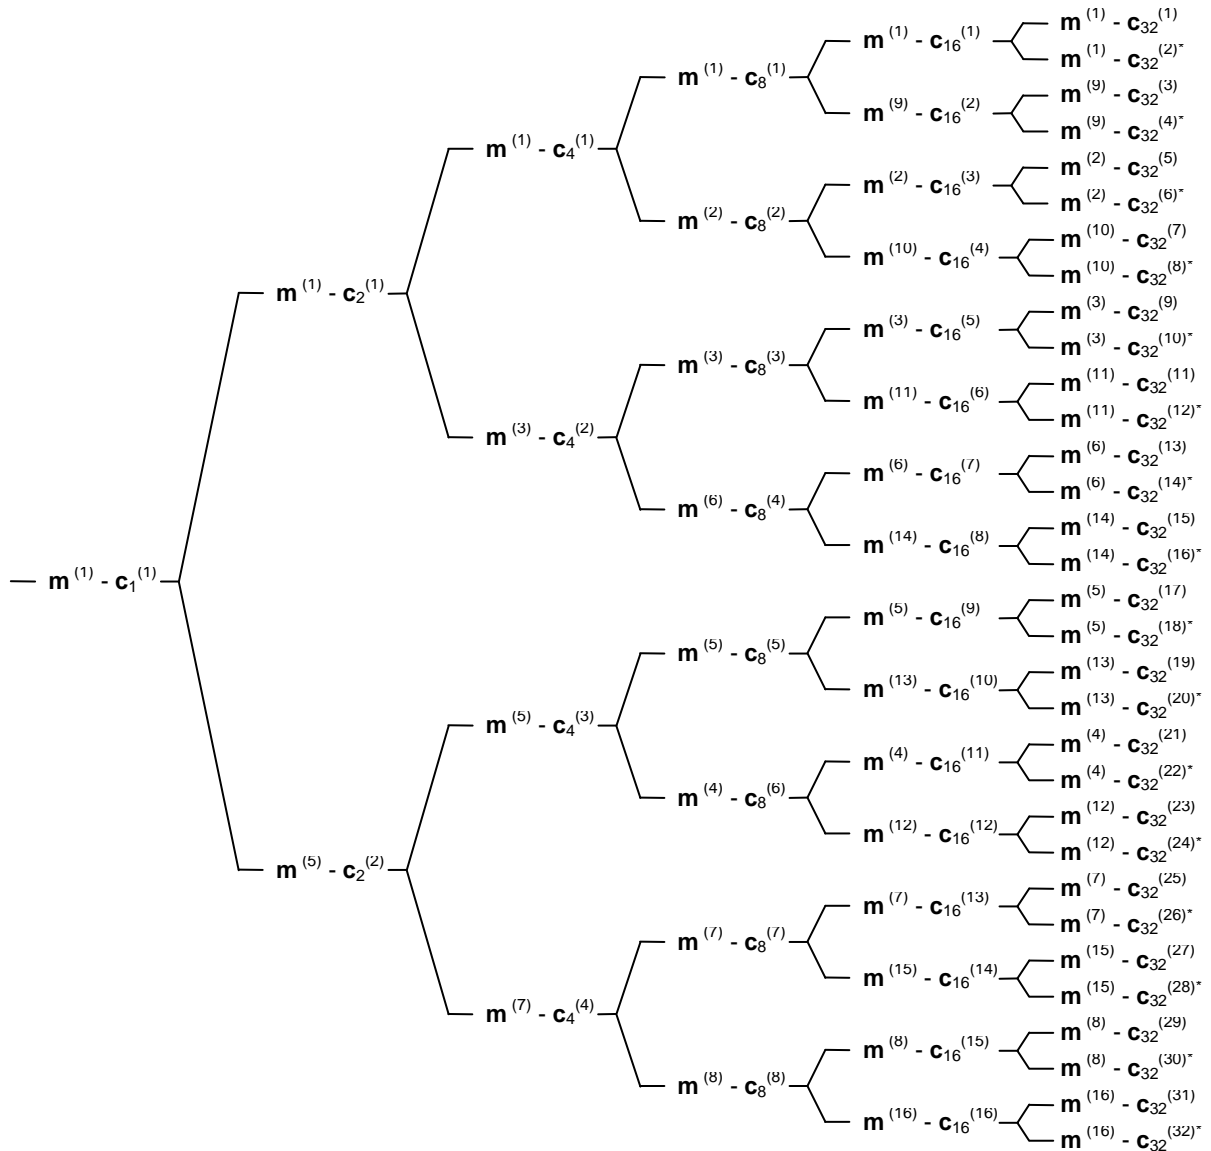 m(1) - c1(1)
m(1) - c2(1)
m(5) - c2(2)
m(1) - c4(1)
m(3) - c4(2)
m(5) - c4(3)
m(7) - c4(4)
m(1) - c8(1)
m(2) - c8(2)
m(3) - c8(3)
m(6) - c8(4)
m(5) - c8(5)
m(4) - c8(6)
m(7) - c8(7)
m(8) - c8(8)
m(1) - c16(1)
m(9) - c16(2)
m(2) - c16(3)
m(10) - c16(4)
m(3) - c16(5)
m(11) - c16(6)
m(6) - c16(7)
m(14) - c16(8)
m(5) - c16(9)
m(13) - c16(10)
m(4) - c16(11)
m(12) - c16(12)
m(7) - c16(13)
m(15) - c16(14)
m(8) - c16(15)
m(16) - c16(16)
m(1) - c32(1)
m(1) - c32(2)*
m(9) - c32(3)
m(9) - c32(4)*
m(2) - c32(5)
m(2) - c32(6)*
m(10) - c32(7)
m(10) - c32(8)*
m(3) - c32(9)
m(3) - c32(10)*
m(11) - c32(11)
m(11) - c32(12)*
m(6) - c32(13)
m(6) - c32(14)*
m(14) - c32(15)
m(14) - c32(16)*
m(5) - c32(17)
m(5) - c32(18)*
m(13) - c32(19)
m(13) - c32(20)*
m(4) - c32(21)
m(4) - c32(22)*
m(12) - c32(23)
m(12) - c32(24)*
m(7) - c32(25)
m(7) - c32(26)*
m(15) - c32(27)
m(15) - c32(28)*
m(8) - c32(29)
m(8) - c32(30)*
m(16) - c32(31)
m(16) - c32(32)*